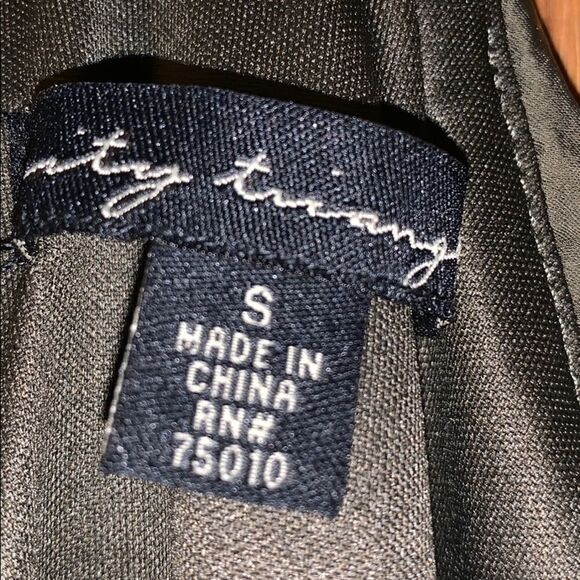 ity triang
S
MADE IN
CHINA
RN#
75010